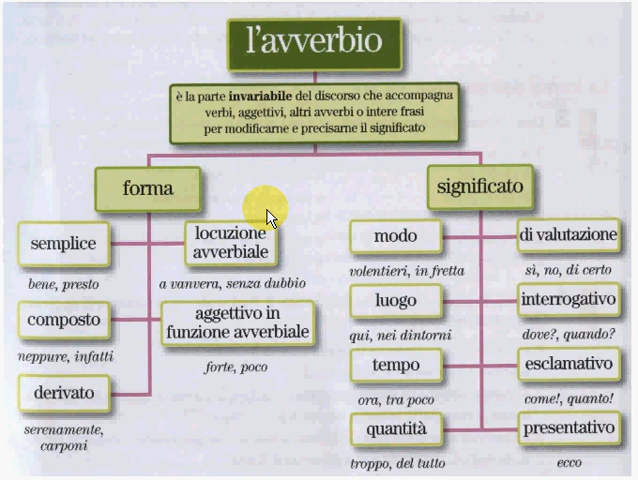 l'avverbio
è la parte invariabile del discorso che accompagna
verbi, aggettivi, altri avverbi o intere frasi
per modificarne e precisarne il significato
forma
semplice
bene, presto
locuzione
avverbiale
a vanvera, senza dubbio
composto
neppure, infatti
aggettivo in
funzione avverbiale
forte, poco
derivato
serenamente,
carponi
significato
modo
volentieri, in fretta
di valutazione
sì, no, di certo
luogo
qui, nei dintorni
interrogativo
dove?, quando?
tempo
ora, tra poco
esclamativo
come!, quanto!
quantità
troppo, del tutto
presentativo
ecco